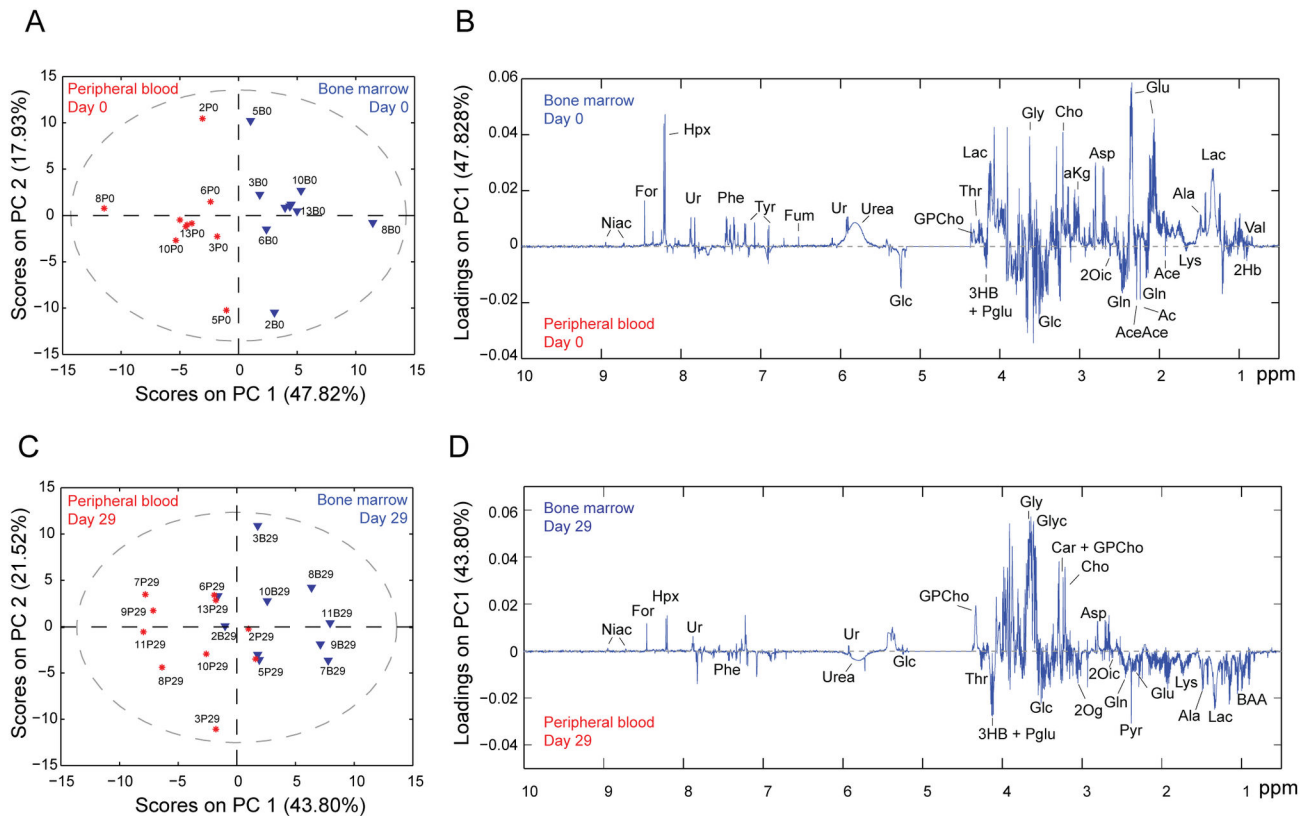 A
Scores on PC 2 (17.93%)
15
10
5
0
−5
−10
−15
Peripheral blood
Day 0
Bone marrow
Day 0
2P0
5B0
8P0
6P0
3B0
10B0
13P0
10P0
3P0
13B0
6B0
8B0
5P0
2B0
−15 −10 −5 0 5 10 15
Scores on PC 1 (47.82%)
B
Loadings on PC1 (47.828%)
0.06
0.04
0.02
0
−0.02
−0.04
Bone marrow
Day 0
Peripheral blood
Day 0
Niac
For
Hpx
Ur
Phe
Tyr
Fum
Ur
Urea
Glc
GPCho
Thr
Lac
3HB
+ Pglu
Gly
Glc
Cho
aKg
Asp
2Oic
Gln
Glu
AceAce
Ac
Gln
Ace
Lys
Ala
Lac
Val
2Hb
10 9 8 7 6 5 4 3 2 1 ppm
C
Scores on PC 2 (21.52%)
15
10
5
0
−5
−10
−15
Peripheral blood
Day 29
Bone marrow
Day 29
3B29
7P29
6P29
8B29
9P29
13P29
10B29
11P29
2B29
2P29
11B29
9B29
8P29
10P29
5P29
7B29
3P29
−15 −10 −5 0 5 10 15
Scores on PC 1 (43.80%)
D
Loadings on PC1 (43.80%)
0.06
0.04
0.02
0
−0.02
−0.04
Bone marrow
Day 29
Peripheral blood
Day 29
Niac
For
Hpx
Ur
Phe
Ur
Urea
Glc
GPCho
Thr
3HB + Pglu
Gly
Glyc
Glc
Car + GPCho
Cho
2Og
Asp
2Oic
Gln
Pyr
Glu
Lys
Ala
Lac
BAA
10 9 8 7 6 5 4 3 2 1 ppm